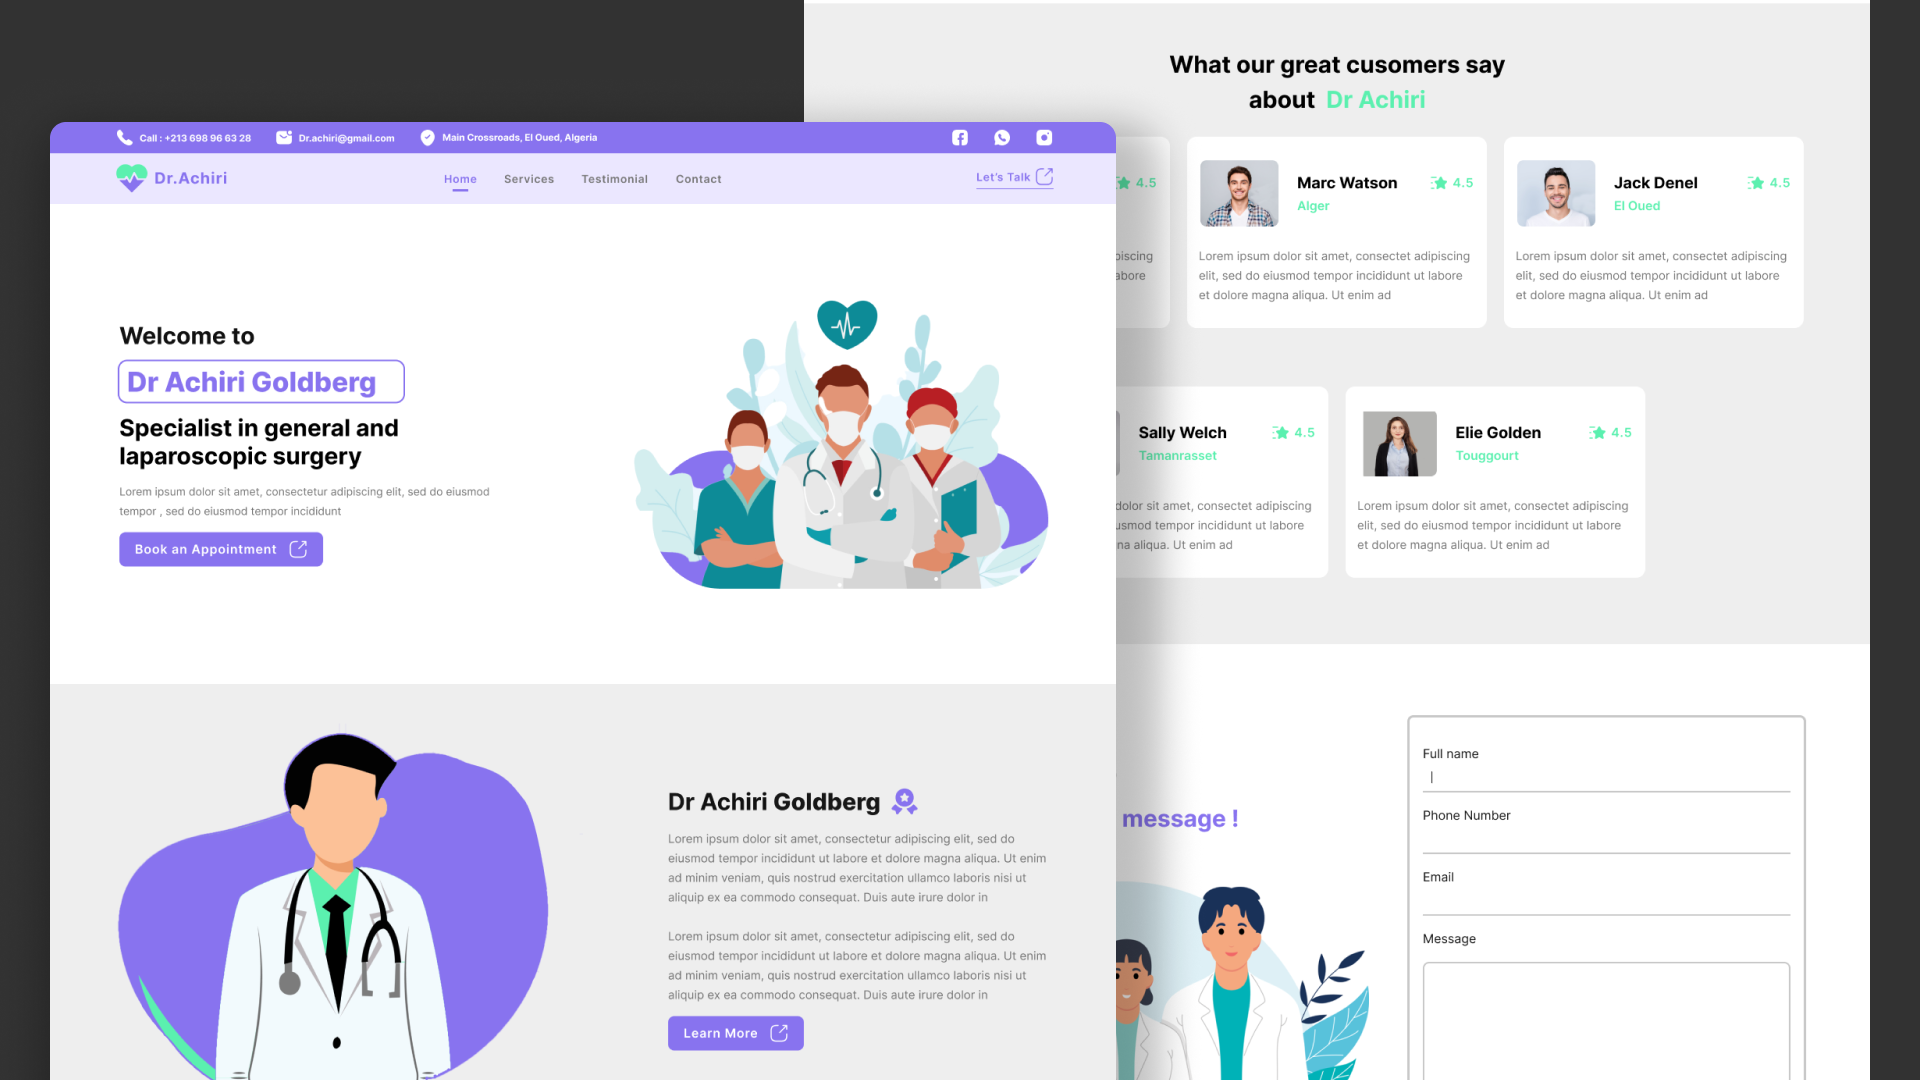 Call : +213 698 96 63 28
Dr.achiri@gmail.com
Main Crossroads, El Oued, Algeria
Dr.Achiri
Home
Services
Testimonial
Contact
Let's Talk
Welcome to
Dr Achiri Goldberg
Specialist in general and
laparoscopic surgery
Lorem ipsum dolor sit amet, consectetur adipiscing elit, sed do eiusmod
tempor , sed do eiusmod tempor incididunt
Book an Appointment
Dr Achiri Goldberg
Lorem ipsum dolor sit amet, consectetur adipiscing elit, sed do
eiusmod tempor incididunt ut labore et dolore magna aliqua. Ut enim
ad minim veniam, quis nostrud exercitation ullamco laboris nisi ut
aliquip ex ea commodo consequat. Duis aute irure dolor in
Lorem ipsum dolor sit amet, consectetur adipiscing elit, sed do
eiusmod tempor incididunt ut labore et dolore magna aliqua. Ut enim
ad minim veniam, quis nostrud exercitation ullamco laboris nisi ut
aliquip ex ea commodo consequat. Duis aute irure dolor in
Learn More
What our great cusomers say
about Dr Achiri
4.5
piscing
abore
Marc Watson
4.5
Alger
Lorem ipsum dolor sit amet, consectet adipiscing
elit, sed do eiusmod tempor incididunt ut labore
et dolore magna aliqua. Ut enim ad
Jack Denel
4.5
El Oued
Lorem ipsum dolor sit amet, consectet adipiscing
elit, sed do eiusmod tempor incididunt ut labore
et dolore magna aliqua. Ut enim ad
Sally Welch
4.5
Tamanrasset
dolor sit amet, consectet adipiscing
usmod tempor incididunt ut labore
na aliqua. Ut enim ad
Elie Golden
4.5
Touggourt
Lorem ipsum dolor sit amet, consectet adipiscing
elit, sed do eiusmod tempor incididunt ut labore
et dolore magna aliqua. Ut enim ad
message !
Full name
Phone Number
Email
Message